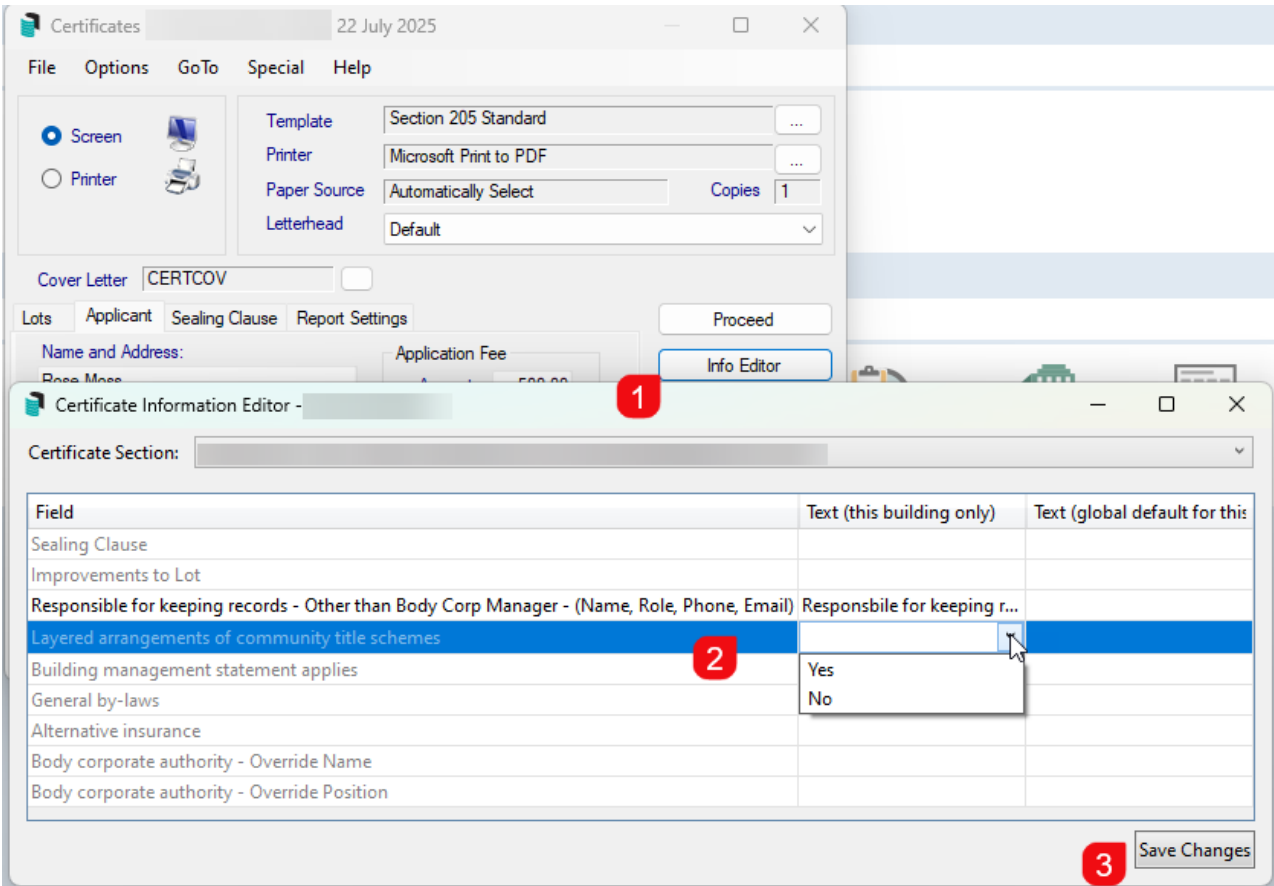 Certificates 22 July 2025
File Options GoTo Special Help
Screen
Printer
Template Section 205 Standard ...
Printer Microsoft Print to PDF ...
Paper Source Automatically Select Copies 1
Letterhead Default
Cover Letter CERTCOV
Lots Applicant Sealing Clause Report Settings
Proceed
Name and Address:
Application Fee
Info Editor
Rose Moss
500.00
1
Certificate Information Editor -
Certificate Section:
Field Text (this building only) Text (global default for this
Sealing Clause
Improvements to Lot
Responsible for keeping records - Other than Body Corp Manager - (Name, Role, Phone, Email) Responsbile for keeping r...
Layered arrangements of community title schemes
2
Yes
No
Building management statement applies
General by-laws
Alternative insurance
Body corporate authority - Override Name
Body corporate authority - Override Position
3
Save Changes